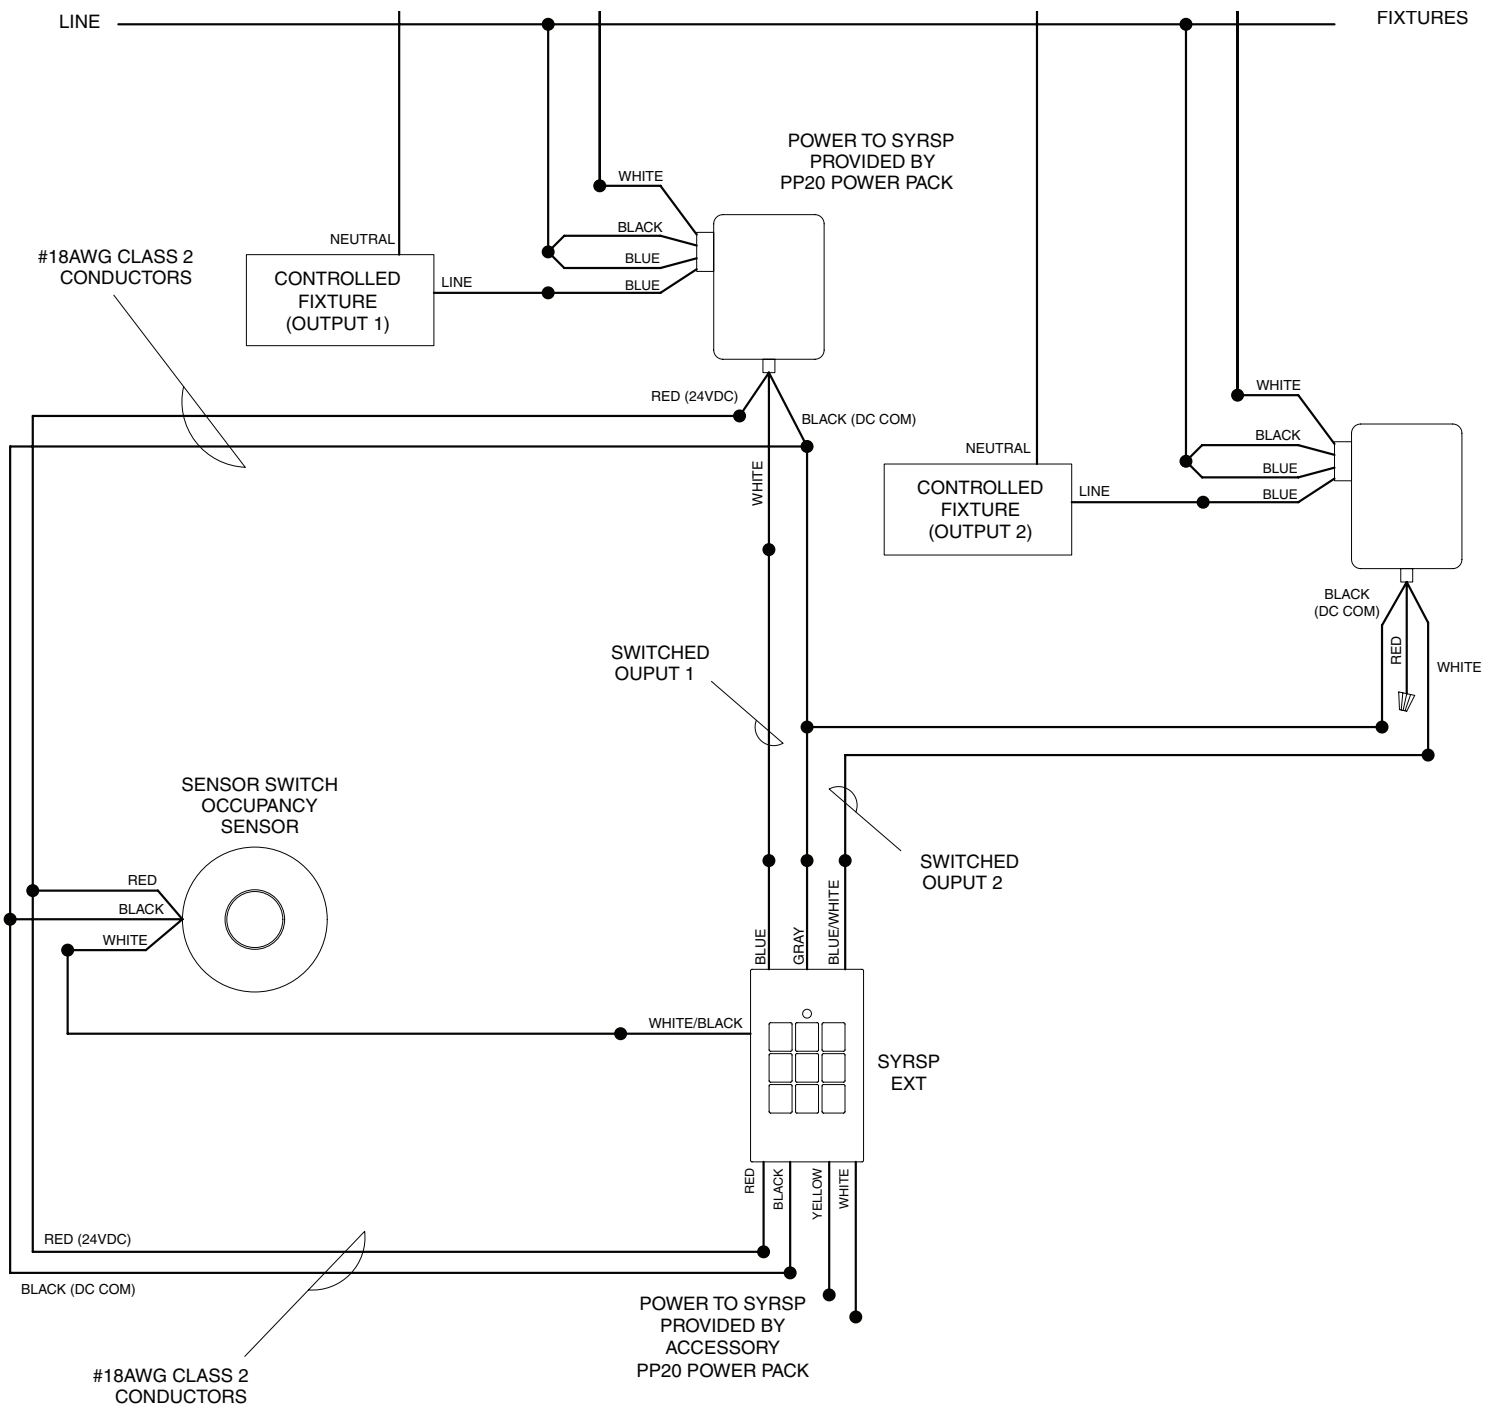 LINE
FIXTURES
POWER TO SYRSP
PROVIDED BY
PP20 POWER PACK
WHITE
BLACK
BLUE
BLUE
NEUTRAL
LINE
CONTROLLED
FIXTURE
(OUTPUT 1)
#18AWG CLASS 2
CONDUCTORS
RED (24VDC)
BLACK (DC COM)
WHITE
WHITE
BLACK
BLUE
BLUE
NEUTRAL
LINE
CONTROLLED
FIXTURE
(OUTPUT 2)
BLACK
(DC COM)
RED
WHITE
SWITCHED
OUPUT 1
SENSOR SWITCH
OCCUPANCY
SENSOR
RED
BLACK
WHITE
SWITCHED
OUPUT 2
BLUE
GRAY
BLUE/WHITE
WHITE/BLACK
SYRSP
EXT
RED
BLACK
YELLOW
WHITE
RED (24VDC)
BLACK (DC COM)
POWER TO SYRSP
PROVIDED BY
ACCESSORY
PP20 POWER PACK
#18AWG CLASS 2
CONDUCTORS